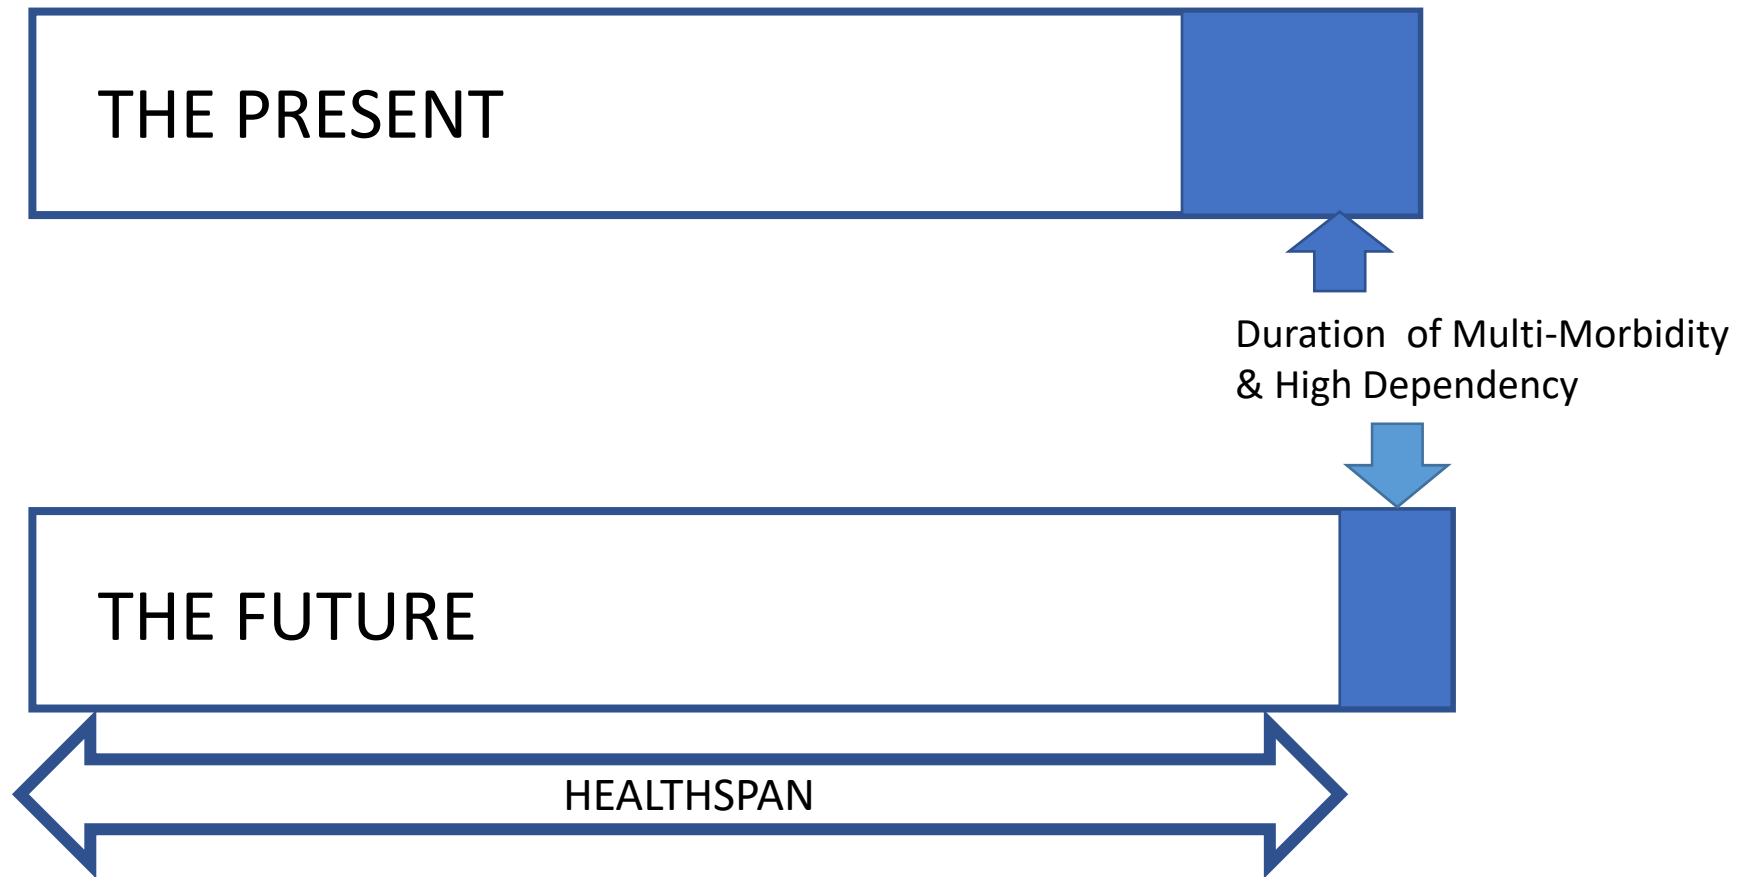 THE PRESENT
Duration  of Multi-Morbidity
& High Dependency
THE FUTURE
HEALTHSPAN